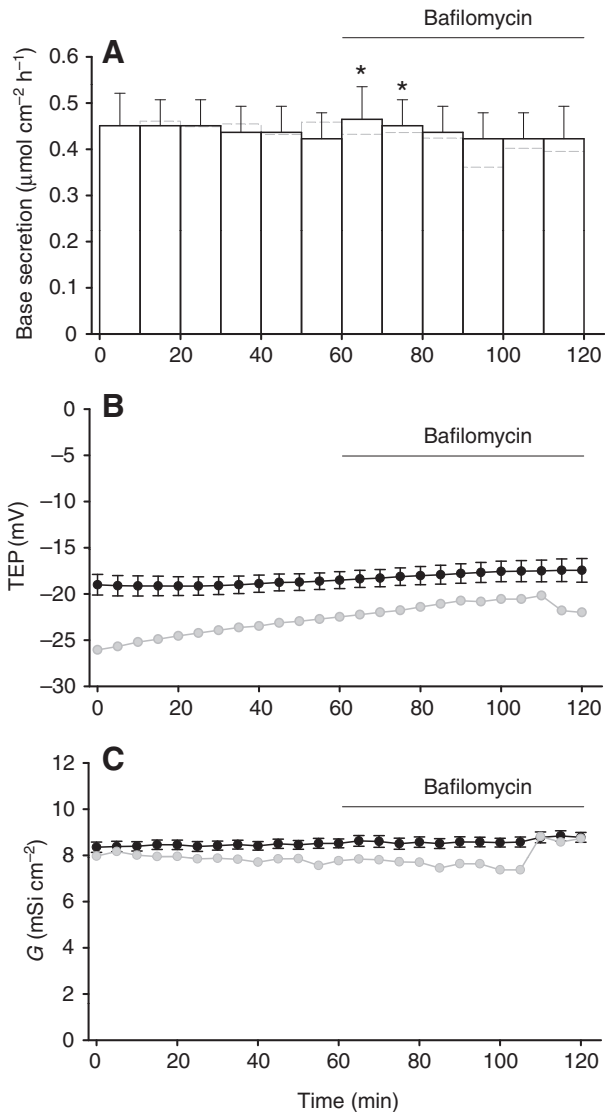 Bafilomycin
A
Base secretion (μmol cm−2 h−1)
0.6
0.5
0.4
0.3
0.2
0.1
0
* *
0 20 40 60 80 100 120
B
Bafilomycin
TEP (mV)
0
−5
−10
−15
−20
−25
−30
0 20 40 60 80 100 120
C
Bafilomycin
G (mSi cm−2)
12
10
8
6
4
2
0
0 20 40 60 80 100 120
Time (min)